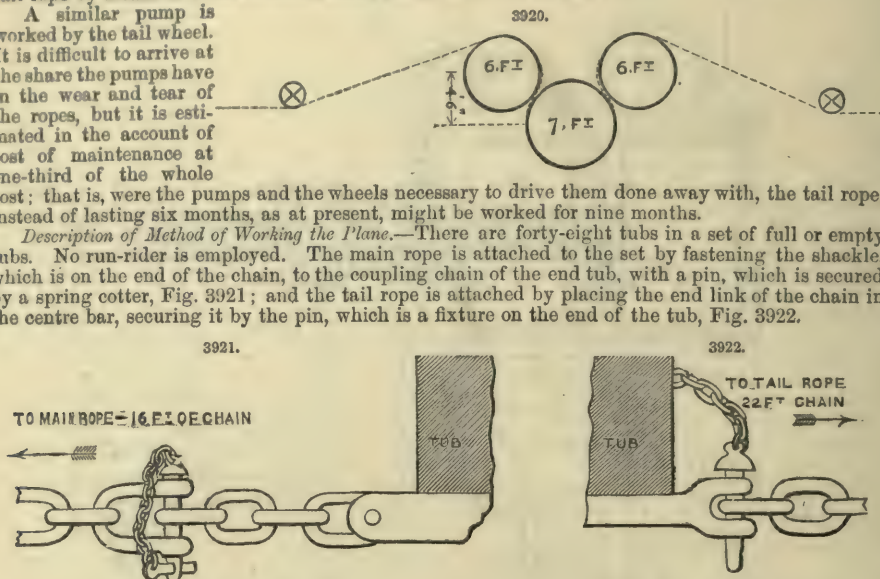 A similar pump is
worked by the tail wheel.
it is difficult to arrive at
the share the pumps have
in the wear and tear of
the ropes, but it is esti-
mated in the account of
cost of maintenance at
one-third of the whole
3920.
6.FT
6.FT
7.FT
cost; that is, were the pumps and the wheels necessary to drive them done away with, the tail rope
instead of lasting six months, as at present, might be worked for nine months.
Description of Method of Working the Plane.—There are forty-eight tubs in a set of full or empty
tubs. No run-rider is employed. The main rope is attached to the set by fastening the shackle,
which is on the end of the chain, to the coupling chain of the end tub, with a pin, which is secured
by a spring cotter, Fig. 3921; and the tail rope is attached by placing the end link of the chain in
the centre bar, securing it by the pin, which is a fixture on the end of the tub, Fig. 3922.
3921.
TO MAIN ROPE = 16 FT OF CHAIN
TUB
3922.
TO TAIL ROPE
22 FT CHAIN
TUB